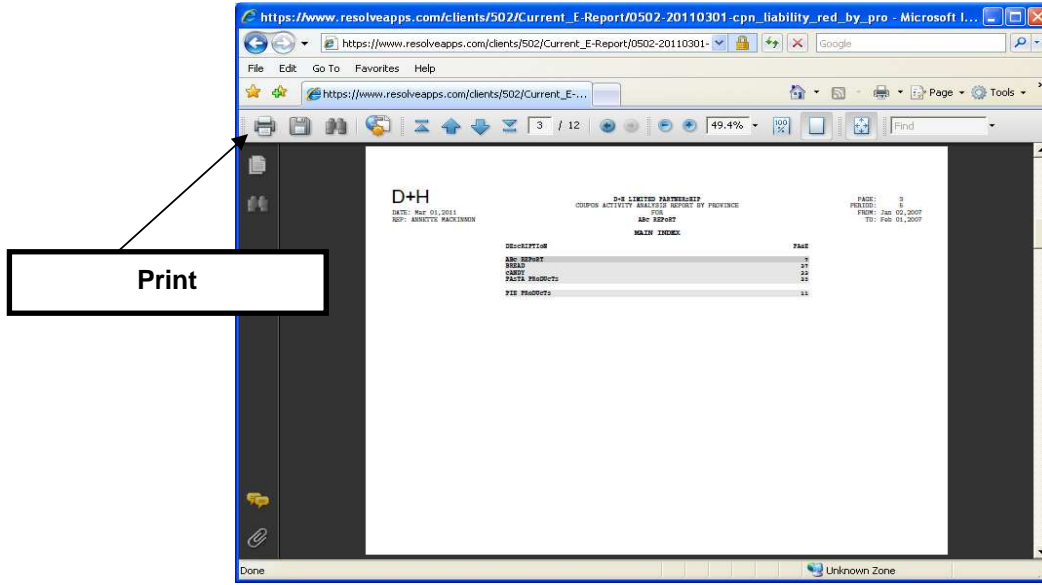 https://www.resolveapps.com/clients/502/Current_E-Report/0502-20110301-cpn_liability_red_by_pro - Microsoft I...
https://www.resolveapps.com/clients/502/Current_E-Report/0502-20110301- Google
File Edit Go To Favorites Help
https://www.resolveapps.com/clients/502/Current_E-... Page Tools
3 / 12 49.4% Find
D+H
D+H LIMITED PARTNERSHIP PAGE: 3
DATE: Mar 01,2011 COUPON ACTIVITY ANALYSIS REPORT BY PROVINCE PERIOD: 5
REP: ANNETTE MACKINNON FOR FROM: Jan 02,2007
ABc REPoRT TO: Feb 01,2007
MAIN INDEX
DEScRIPTIoN PAGE
ABc REPoRT
BREAD
cANDY
PASTA PRoDUcTs
PIE PRoDUcTs 11
Print
Done Unknown Zone